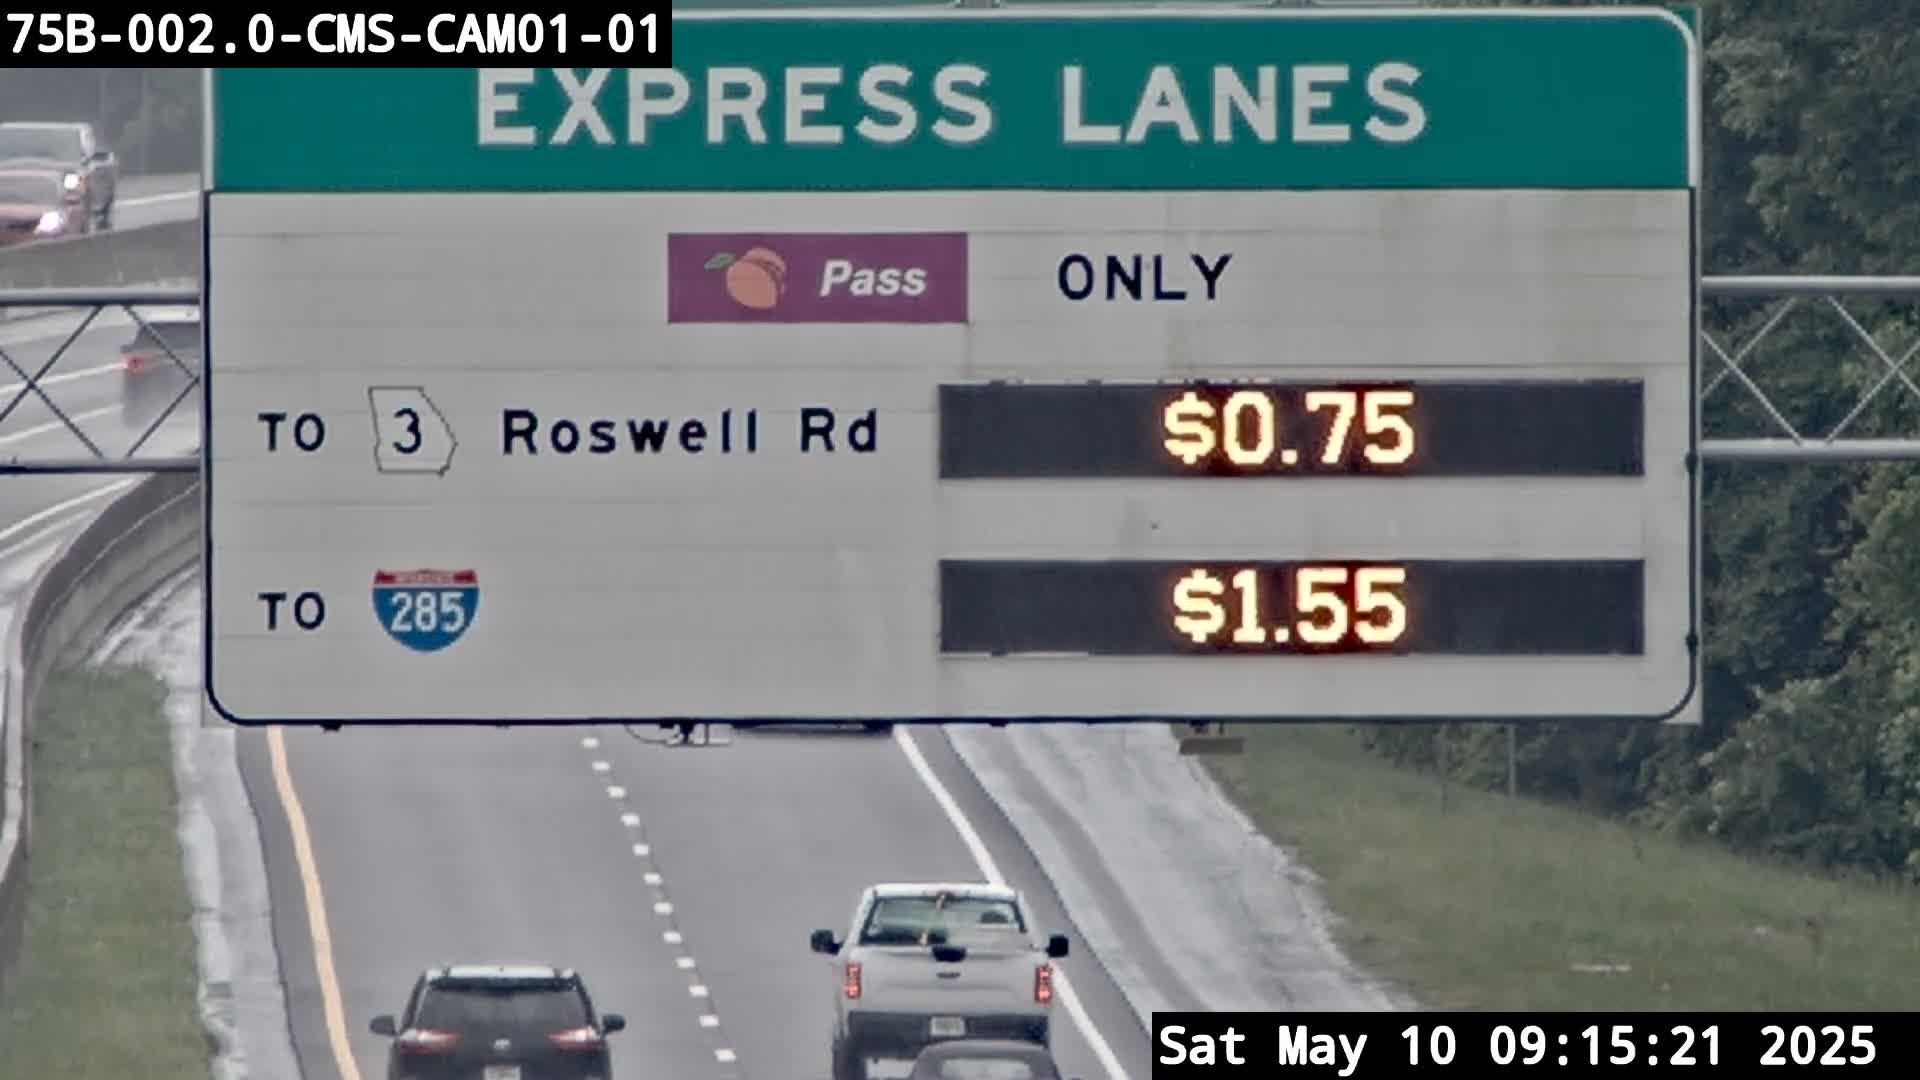 75B-002.0-CMS-CAM01-01
EXPRESS LANES
Pass ONLY
TO 3 Roswell Rd $0.75
TO 285 $1.55
Sat May 10 09:15:21 2025